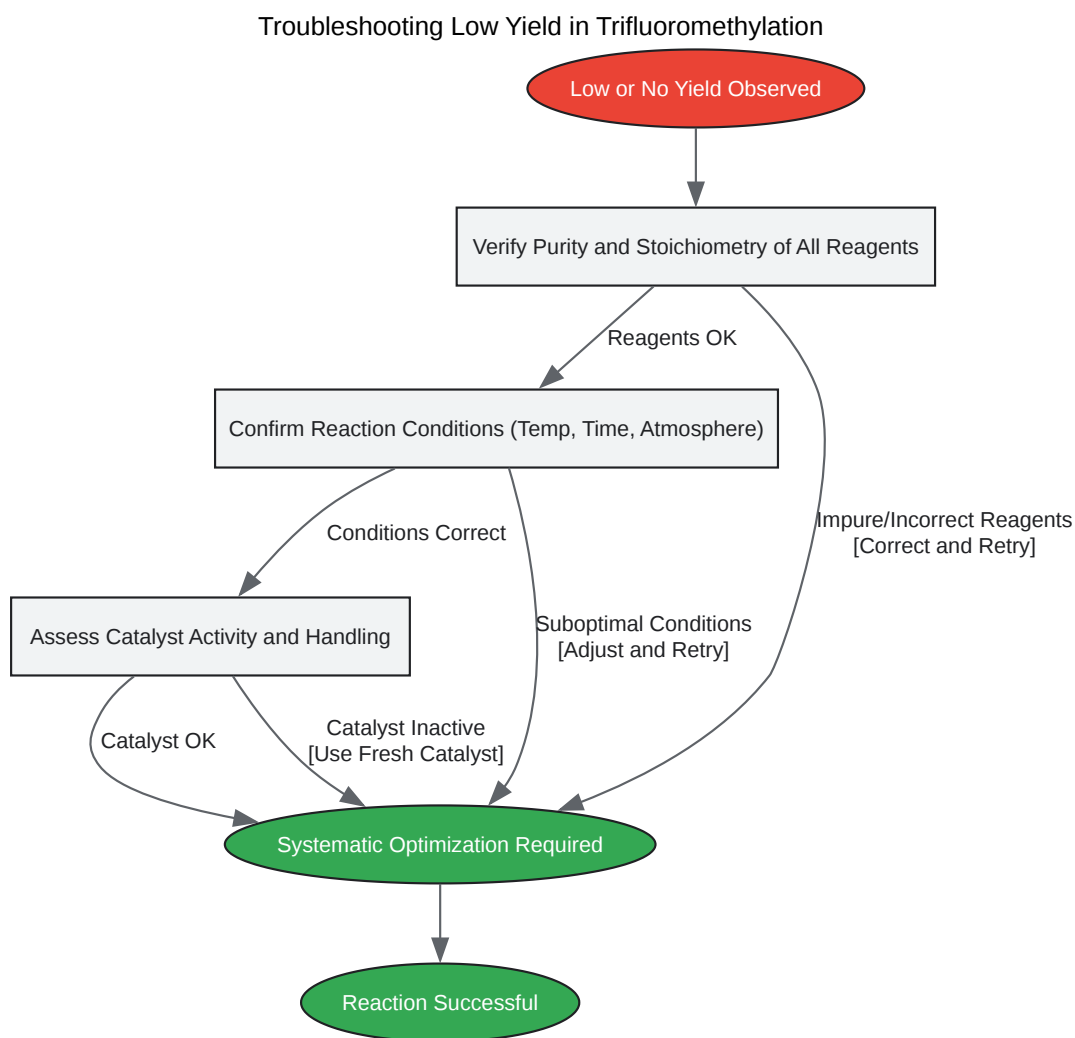 Troubleshooting Low Yield in Trifluoromethylation
Low or No Yield Observed
Verify Purity and Stoichiometry of All Reagents
Reagents OK
Confirm Reaction Conditions (Temp, Time, Atmosphere)
Impure/Incorrect Reagents
[Correct and Retry]
Conditions Correct
Suboptimal Conditions
[Adjust and Retry]
Assess Catalyst Activity and Handling
Catalyst OK
Catalyst Inactive
[Use Fresh Catalyst]
Systematic Optimization Required
Reaction Successful